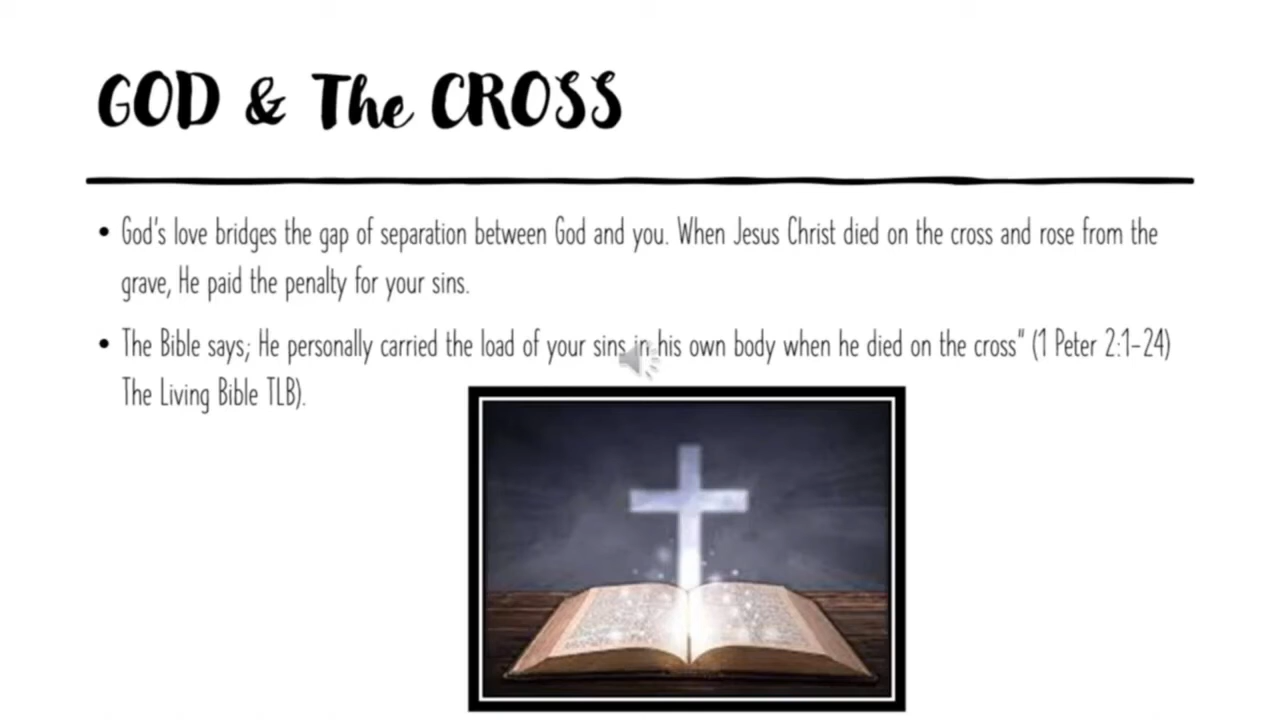 GOD & The CROSS
• God's love bridges the gap of separation between God and you. When Jesus Christ died on the cross and rose from the
grave, He paid the penalty for your sins.
• The Bible says; He personally carried the load of your sins in his own body when he died on the cross" (1 Peter 2:1-24)
The Living Bible TLB).